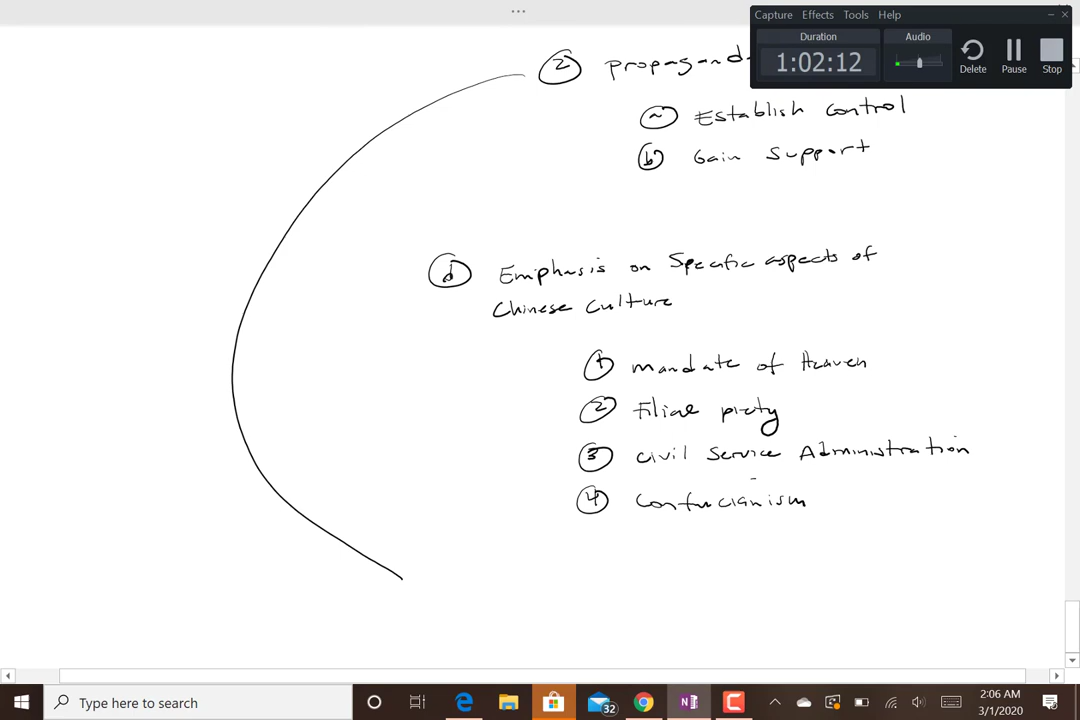 Capture Effects Tools Help
Duration
Audio
1:02:12
Delete
Pause
Stop
② propagand
ⓐ Establish control
ⓑ Gain Support
ⓓ Emphasis on Specific aspects of
Chinese Culture
① Mandate of Heaven
② Filial piety
③ Civil Service Administration
④ Confucianism
Type here to search
32
2:06 AM
3/1/2020